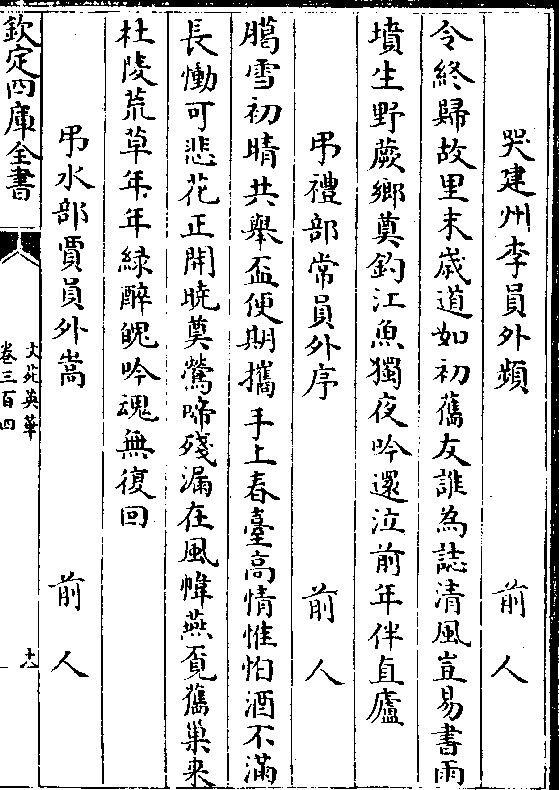 哭建州李員外頻　前人
令終歸故里末歳道如初舊友誰為誌清風豈易書雨
墳生野蕨鄉奠釣江魚獨夜吟還泣前年伴直廬
弔禮部常員外序　前人
臈雪初晴共舉盃便期攜手上春臺高情惟怕酒不滿
長慟可悲花正開曉奠鶯啼殘漏在風幃燕覔舊巢來
杜陵荒草年年緑醉魄吟魂無復回
弔水部賈員外嵩　前人
欽定四庫全書
文苑英華
卷三百四